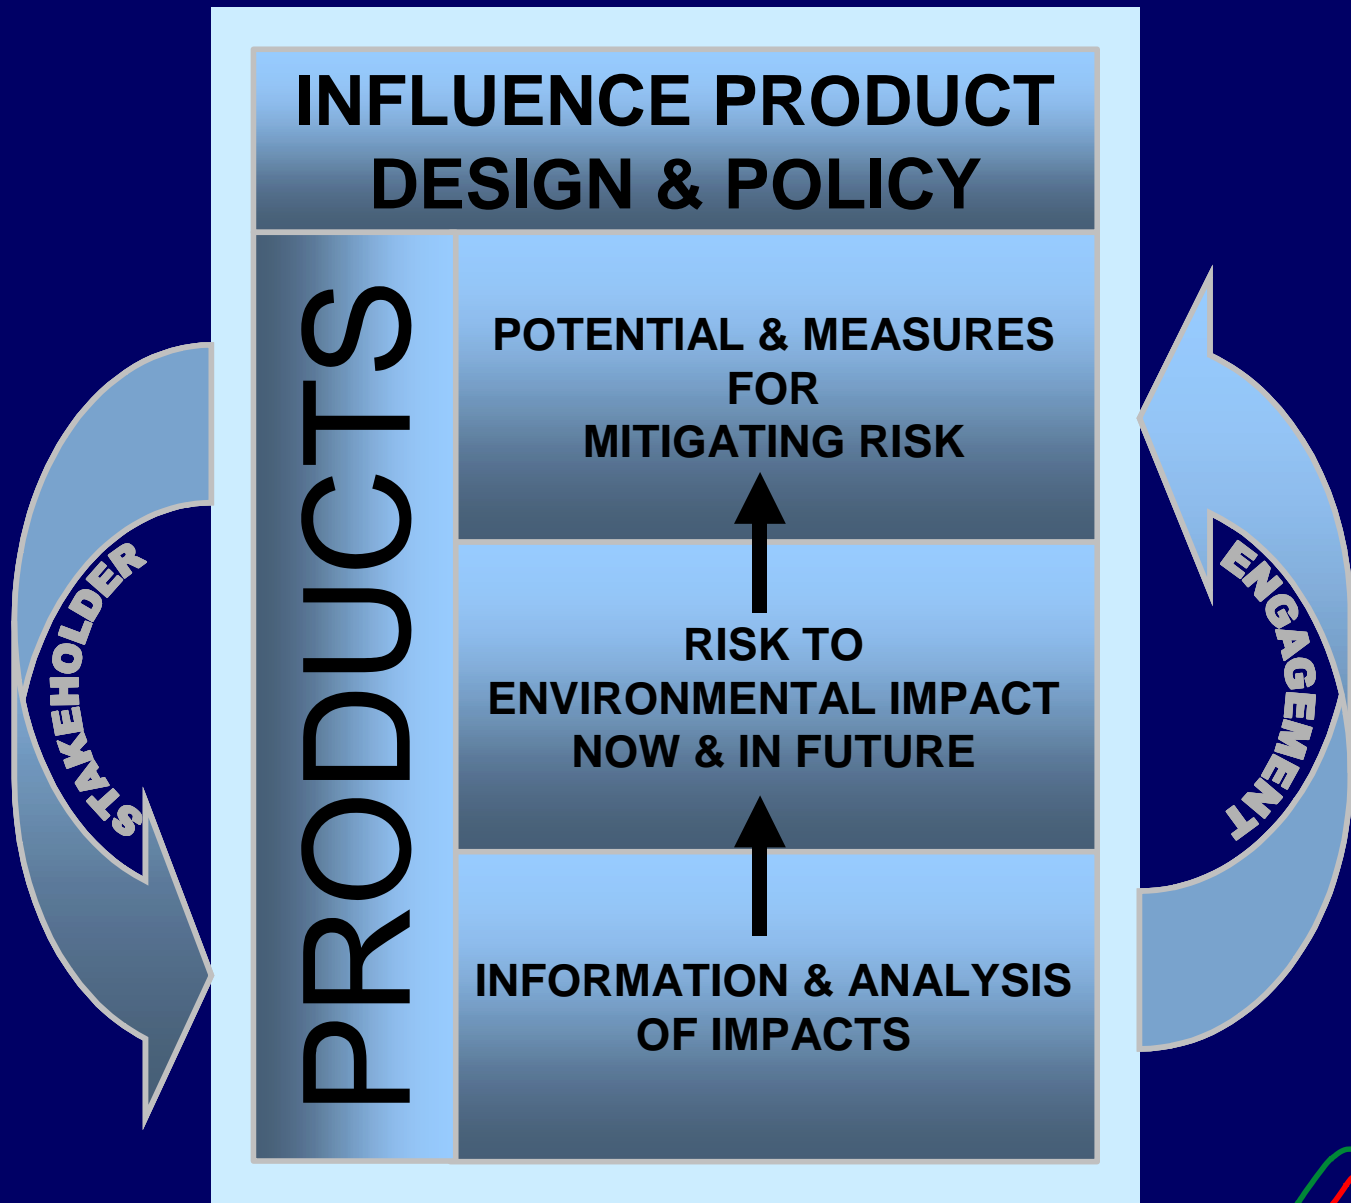 INFLUENCE PRODUCT
DESIGN & POLICY
PRODUCTS
POTENTIAL & MEASURES
FOR
MITIGATING RISK
RISK TO
ENVIRONMENTAL IMPACT
NOW & IN FUTURE
INFORMATION & ANALYSIS
OF IMPACTS
STAKEHOLDER
ENGAGEMENT